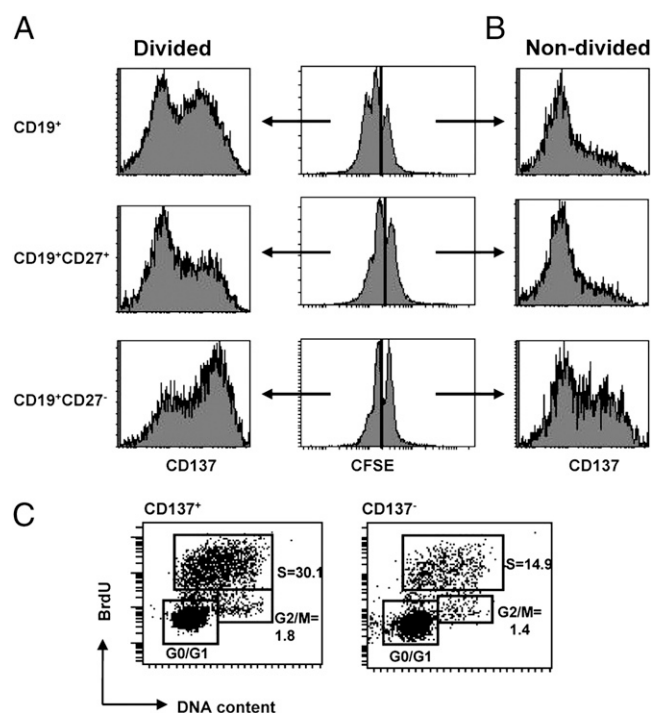 A
B
Divided
Non-divided
CD19⁺
CD19⁺CD27⁺
CD19⁺CD27⁻
CD137
CFSE
CD137
C
CD137⁺
CD137⁻
BrdU
S=30.1
G2/M=
1.8
G0/G1
S=14.9
G2/M=
1.4
G0/G1
DNA content